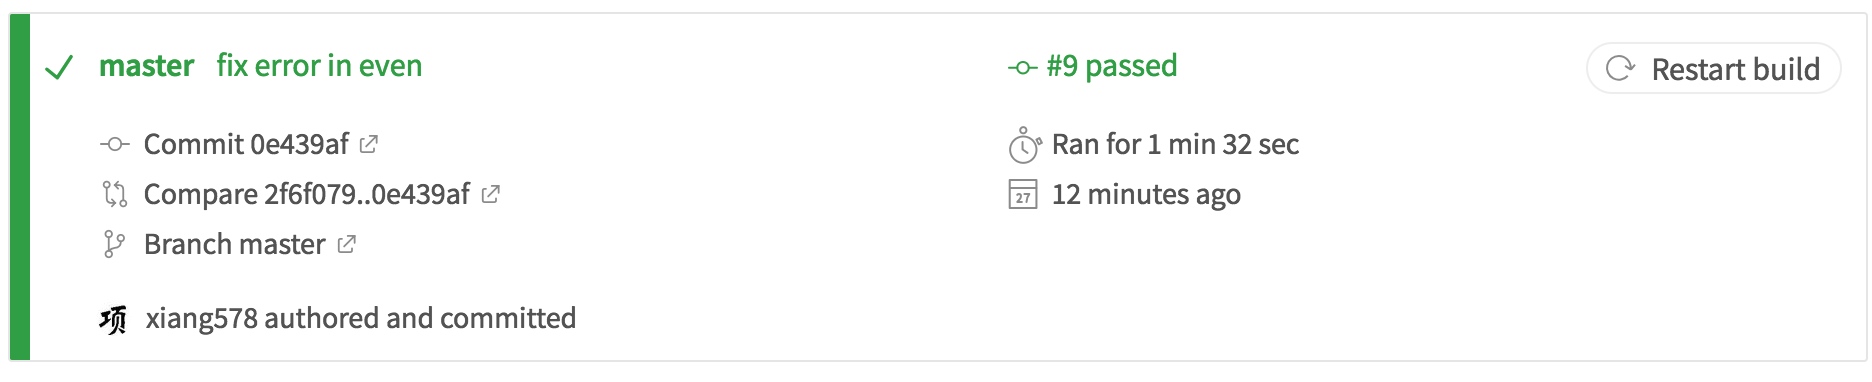 master fix error in even
#9 passed
Restart build
Commit 0e439af
Compare 2f6f079..0e439af
Branch master
Ran for 1 min 32 sec
27
12 minutes ago
项
xiang578 authored and committed